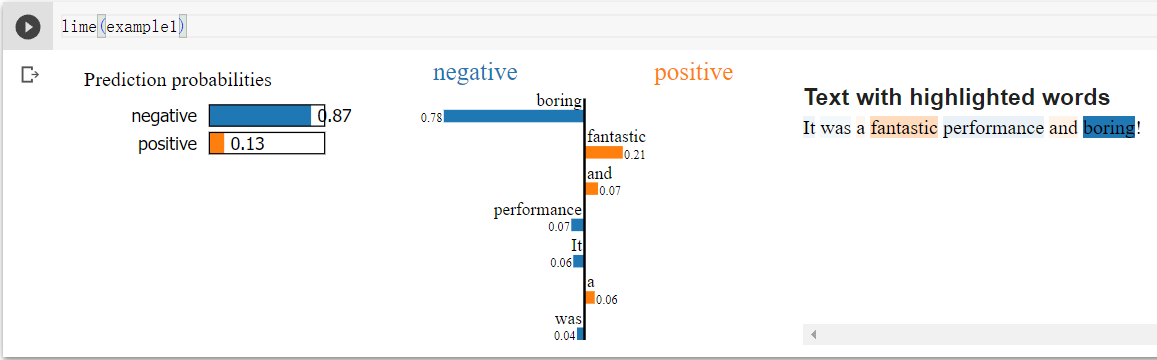 lime(example1)
Prediction probabilities
negative 0.87
positive 0.13
negative positive
boring
0.78
fantastic
0.21
and
0.07
performance
0.07
It
0.06
a
0.06
was
0.04
Text with highlighted words
It was a fantastic performance and boring!